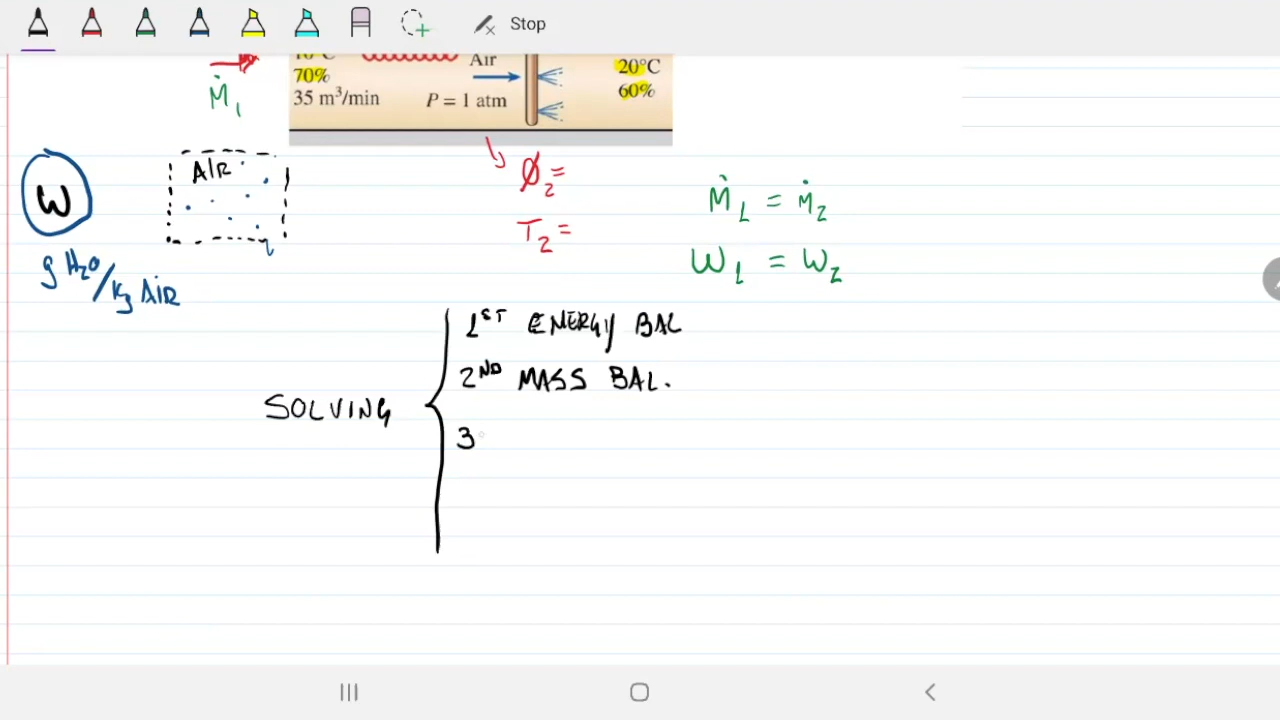 Stop
10°C
70%
35 m³/min
Air
P = 1 atm
20°C
60%
Ṁ1
W
AIR
g H2O/Kg AIR
Ø2=
T2=
ṁ1 = ṁ2
W1 = W2
SOLVING
1ST ENERGY BAL
2ND MASS BAL.
3